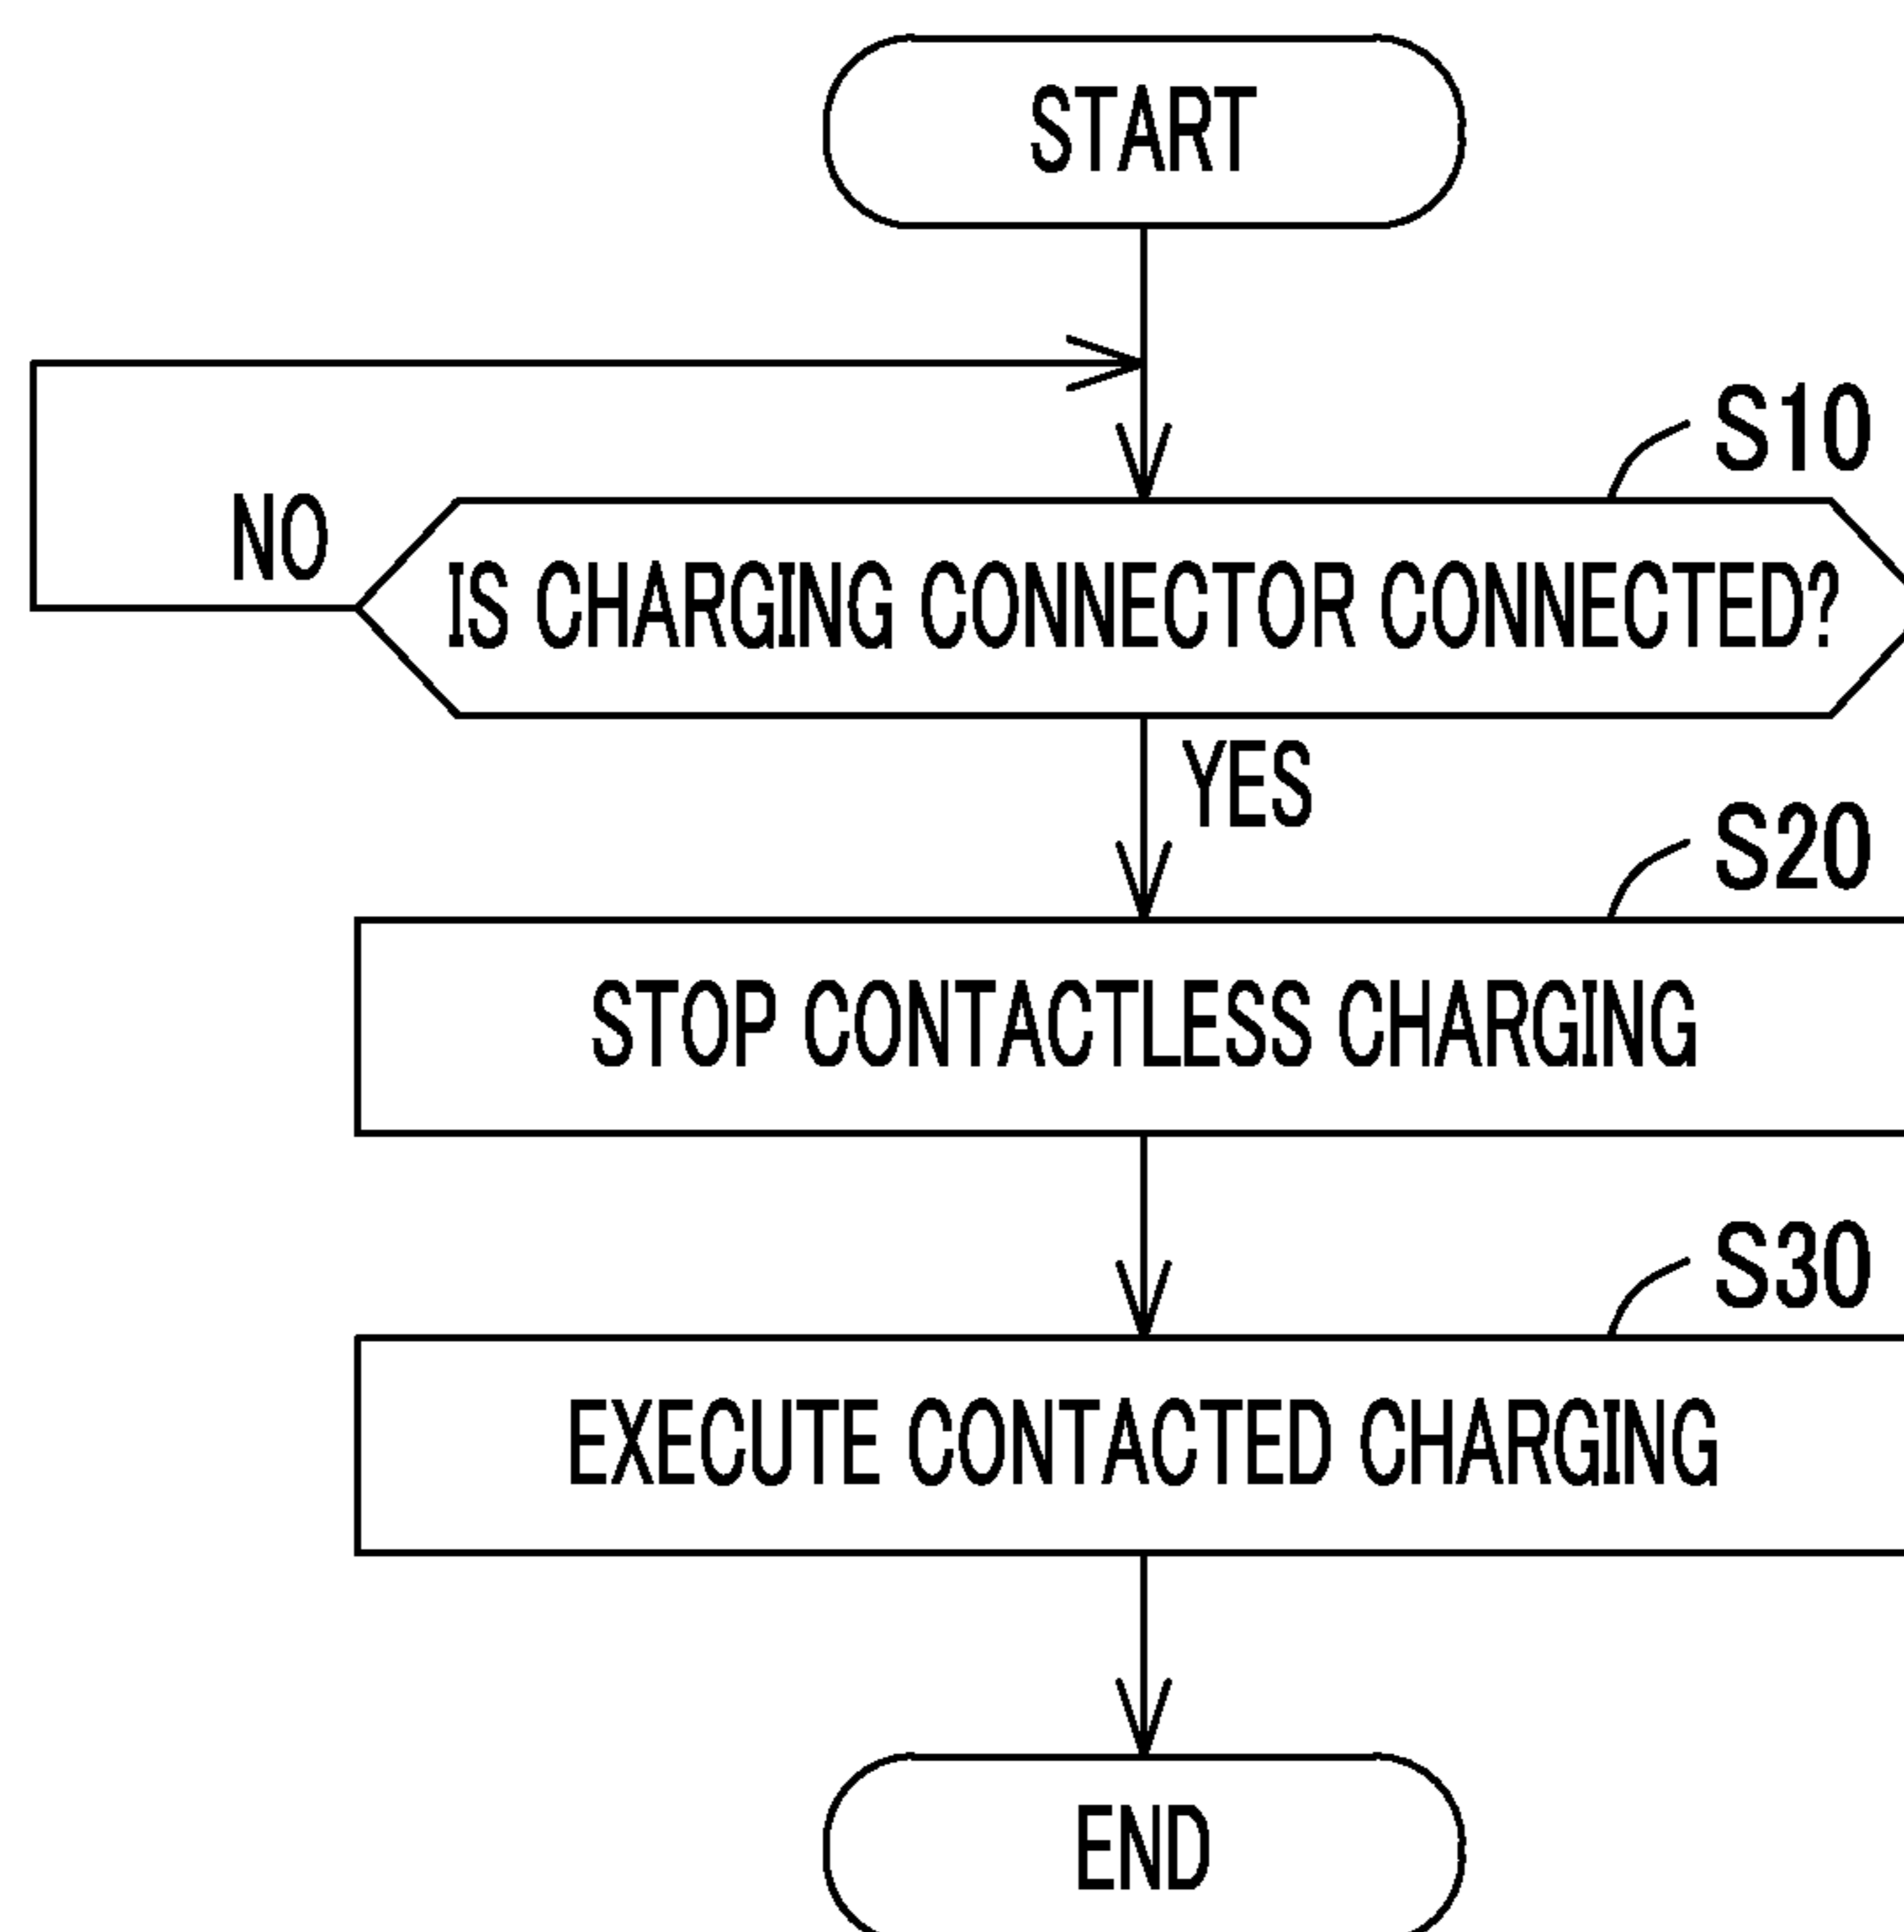 START
S10
NO
IS CHARGING CONNECTOR CONNECTED?
YES
S20
STOP CONTACTLESS CHARGING
S30
EXECUTE CONTACTED CHARGING
END